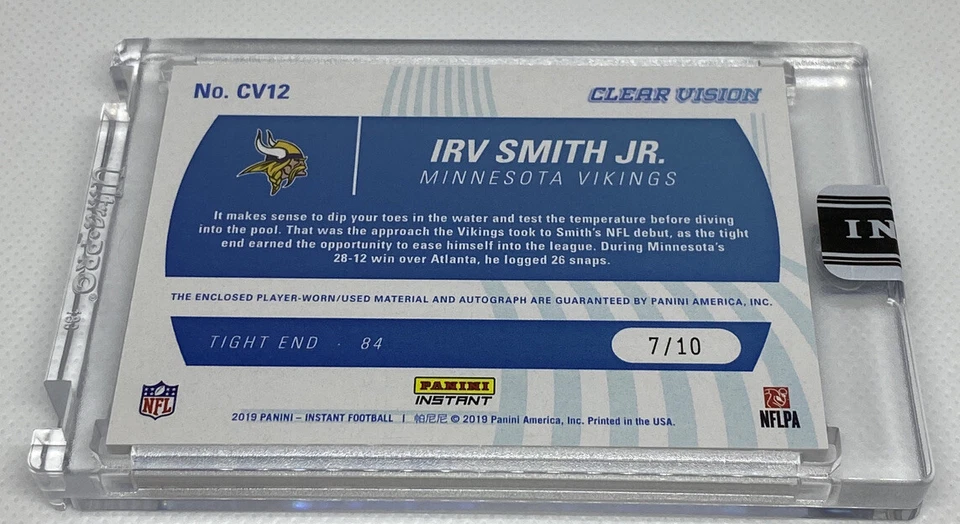 No. CV12
CLEAR VISION
IRV SMITH JR.
MINNESOTA VIKINGS
It makes sense to dip your toes in the water and test the temperature before diving
into the pool. That was the approach the Vikings took to Smith's NFL debut, as the tight
end earned the opportunity to ease himself into the league. During Minnesota's
28-12 win over Atlanta, he logged 26 snaps.
THE ENCLOSED PLAYER-WORN/USED MATERIAL AND AUTOGRAPH ARE GUARANTEED BY PANINI AMERICA, INC.
TIGHT END · 84
7/10
NFL
PANINI
INSTANT
NFLPA
2019 PANINI – INSTANT FOOTBALL | 帕尼尼 © 2019 Panini America, Inc. Printed in the USA.
IN